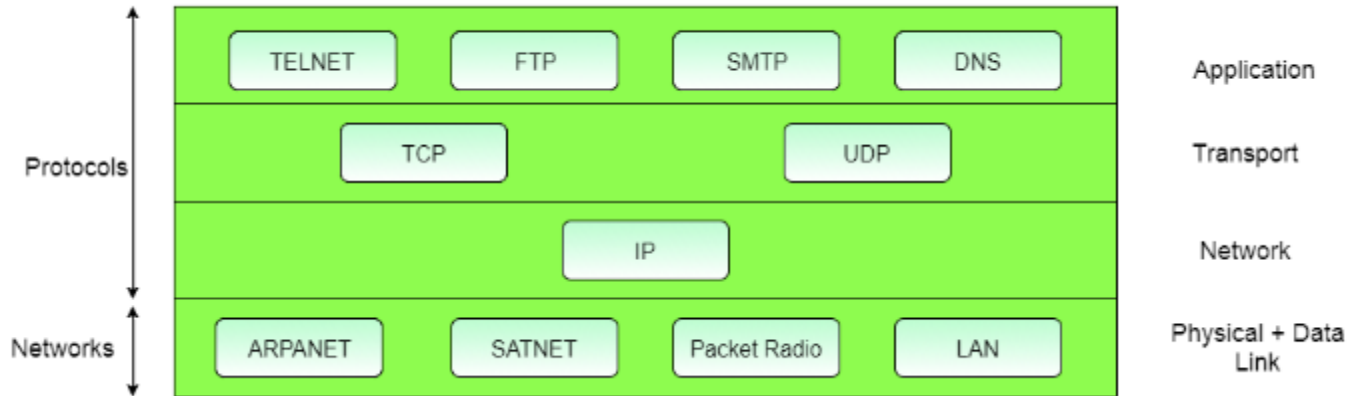 TELNET FTP SMTP DNS Application
TCP UDP Transport
Protocols
IP Network
ARPANET SATNET Packet Radio LAN Physical + Data
Link
Networks